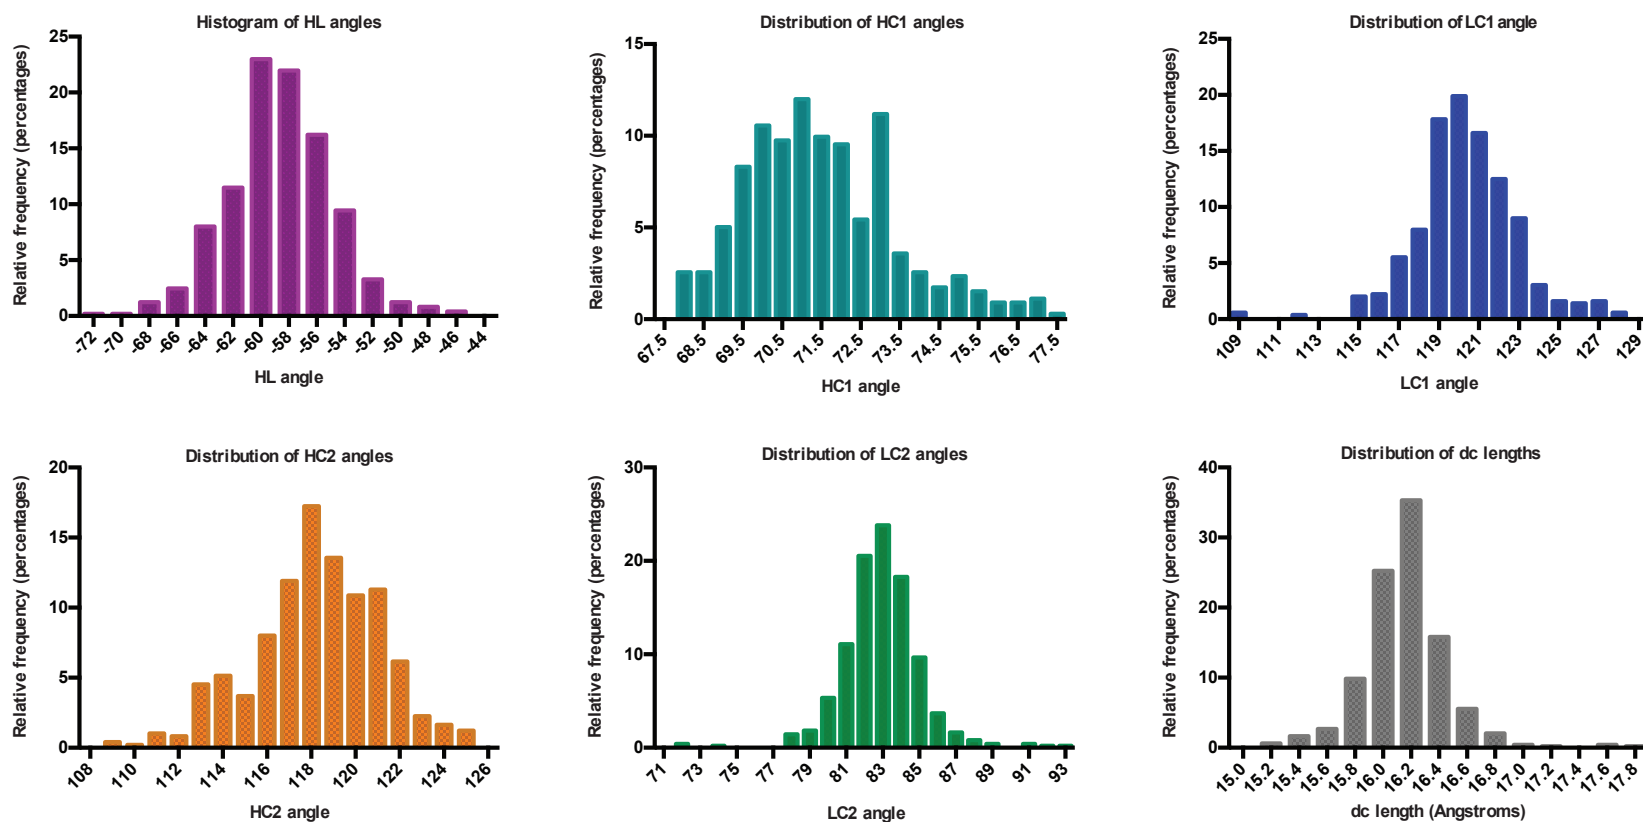 Histogram of HL angles
Relative frequency (percentages)
25
20
15
10
5
0
-72 -70 -68 -66 -64 -62 -60 -58 -56 -54 -52 -50 -48 -46 -44
HL angle
Distribution of HC1 angles
Relative frequency (percentages)
15
10
5
0
67.5 68.5 69.5 70.5 71.5 72.5 73.5 74.5 75.5 76.5 77.5
HC1 angle
Distribution of LC1 angle
Relative frequency (percentages)
25
20
15
10
5
0
109 111 113 115 117 119 121 123 125 127 129
LC1 angle
Distribution of HC2 angles
Relative frequency (percentages)
20
15
10
5
0
108 110 112 114 116 118 120 122 124 126
HC2 angle
Distribution of LC2 angles
Relative frequency (percentages)
30
20
10
0
71 73 75 77 79 81 83 85 87 89 91 93
LC2 angle
Distribution of dc lengths
Relative frequency (percentages)
40
30
20
10
0
15.0 15.2 15.4 15.6 15.8 16.0 16.2 16.4 16.6 16.8 17.0 17.2 17.4 17.6 17.8
dc length (Angstroms)